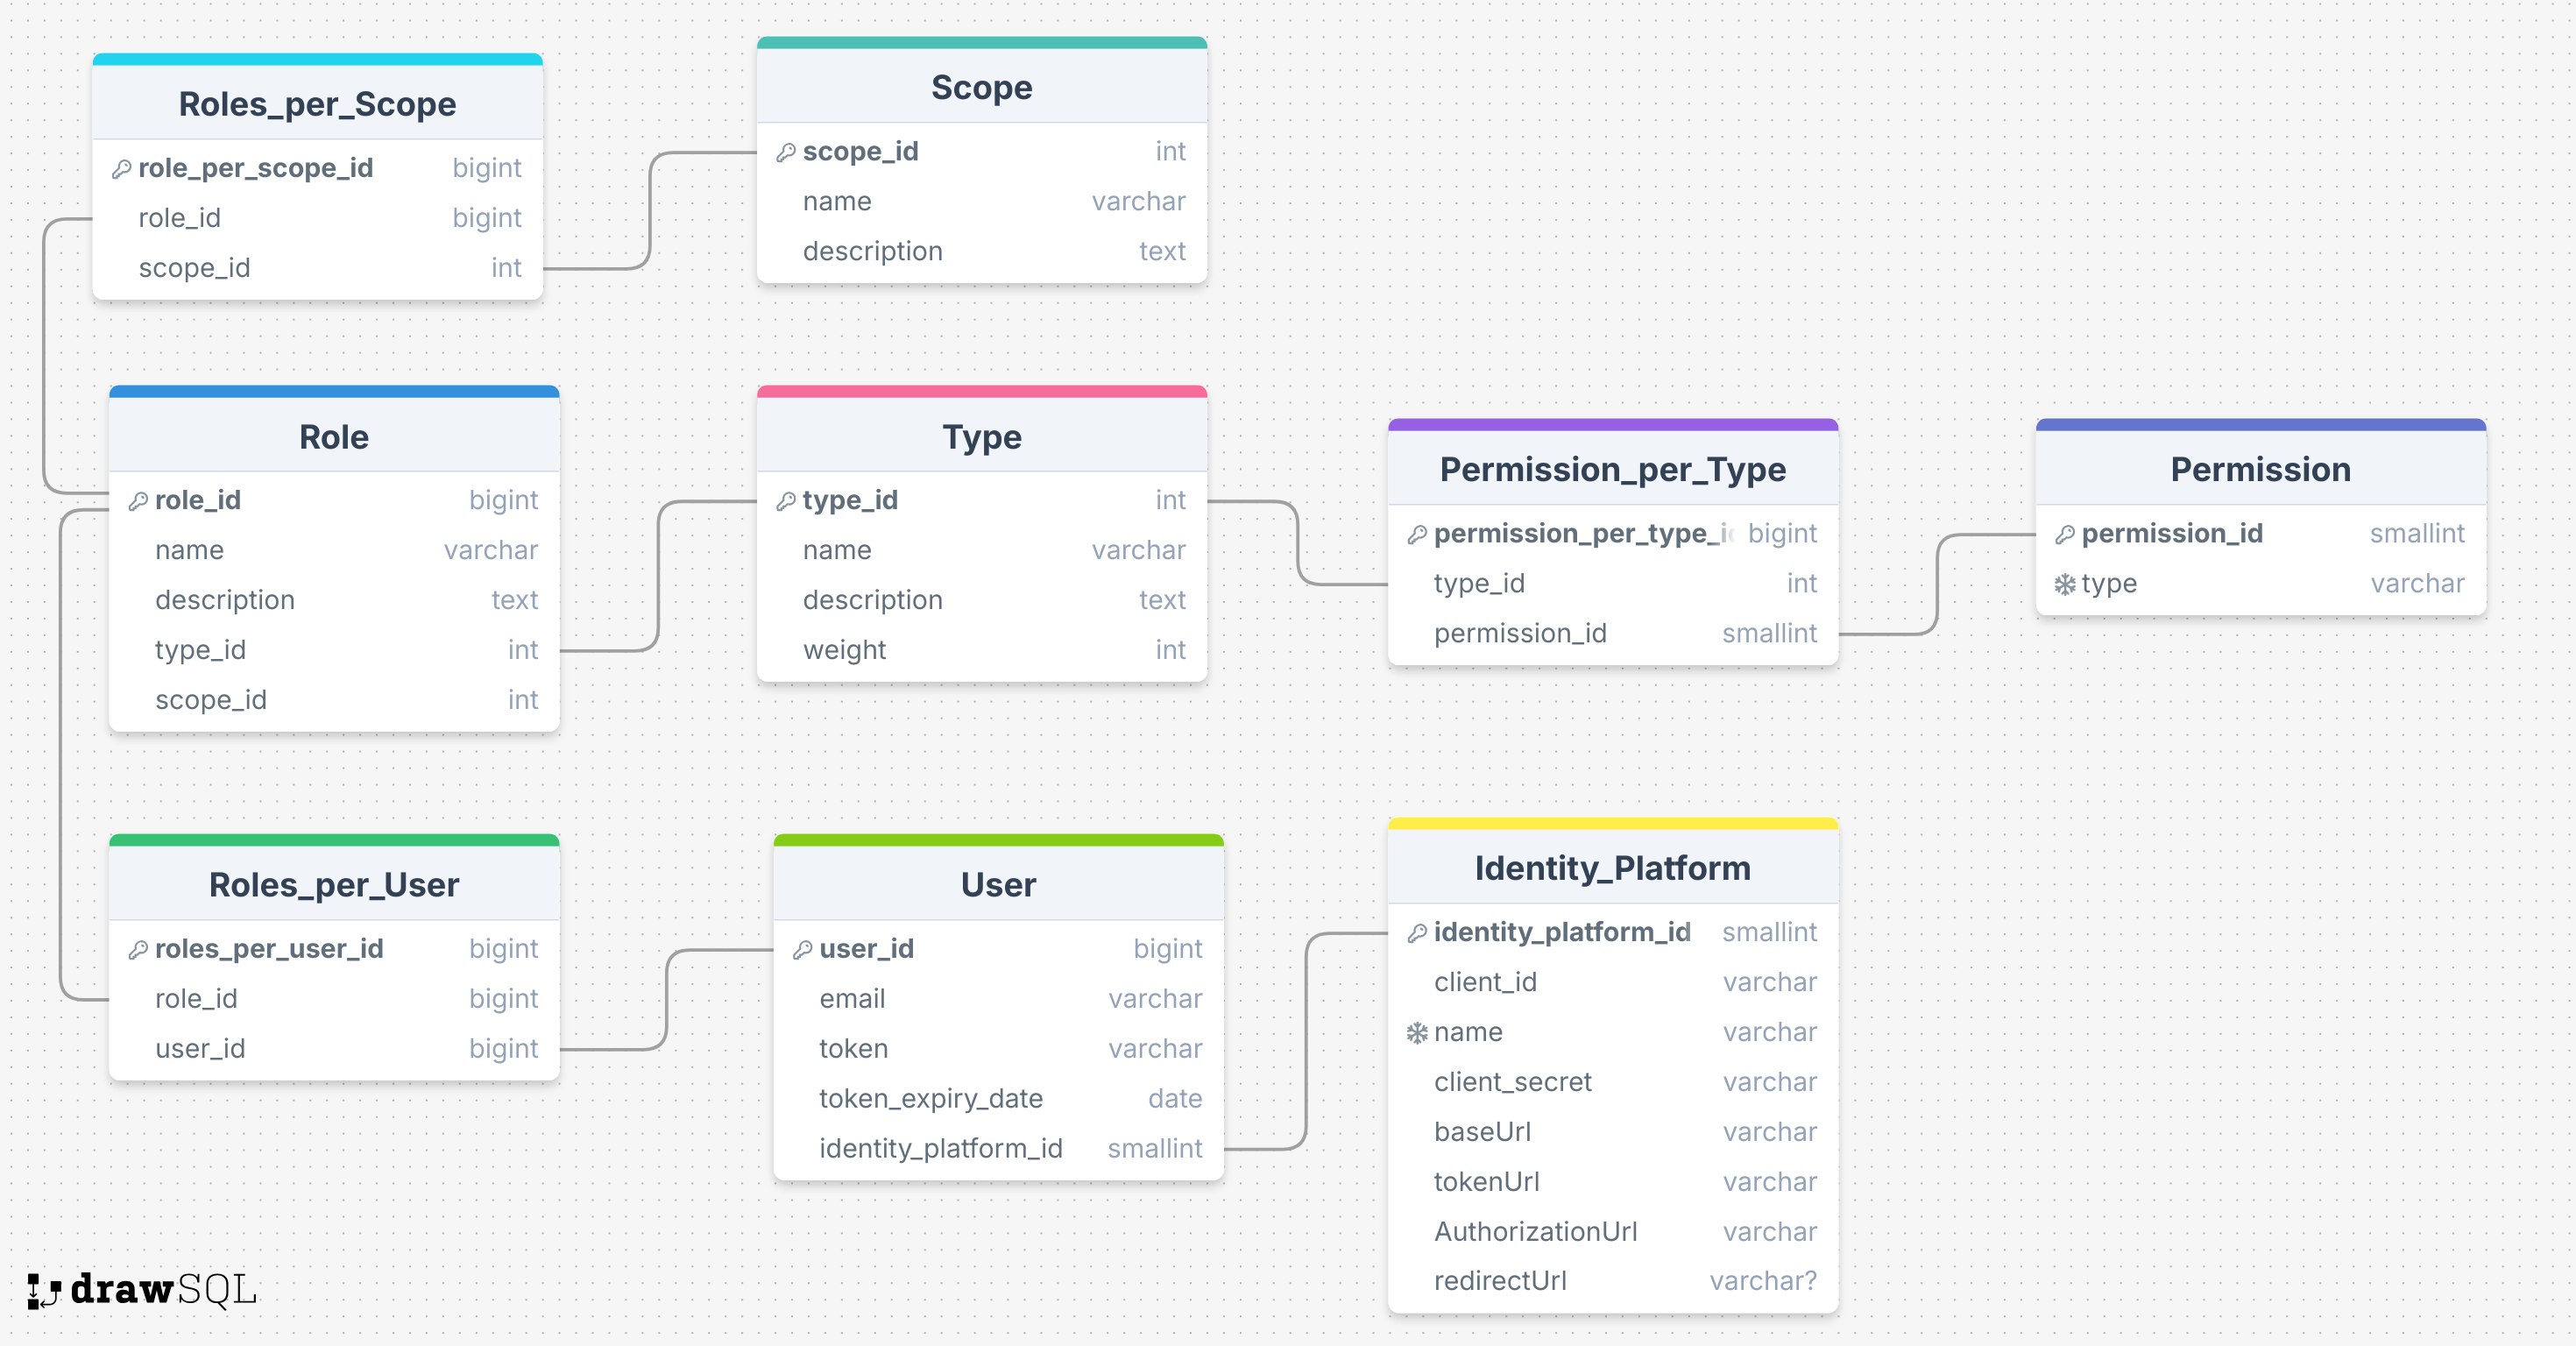 Roles_per_Scope
role_per_scope_id bigint
role_id bigint
scope_id int
Scope
scope_id int
name varchar
description text
Role
role_id bigint
name varchar
description text
type_id int
scope_id int
Type
type_id int
name varchar
description text
weight int
Permission_per_Type
permission_per_type_i bigint
type_id int
permission_id smallint
Permission
permission_id smallint
type varchar
Roles_per_User
roles_per_user_id bigint
role_id bigint
user_id bigint
User
user_id bigint
email varchar
token varchar
token_expiry_date date
identity_platform_id smallint
Identity_Platform
identity_platform_id smallint
client_id varchar
name varchar
client_secret varchar
baseUrl varchar
tokenUrl varchar
AuthorizationUrl varchar
redirectUrl varchar?
drawSQL